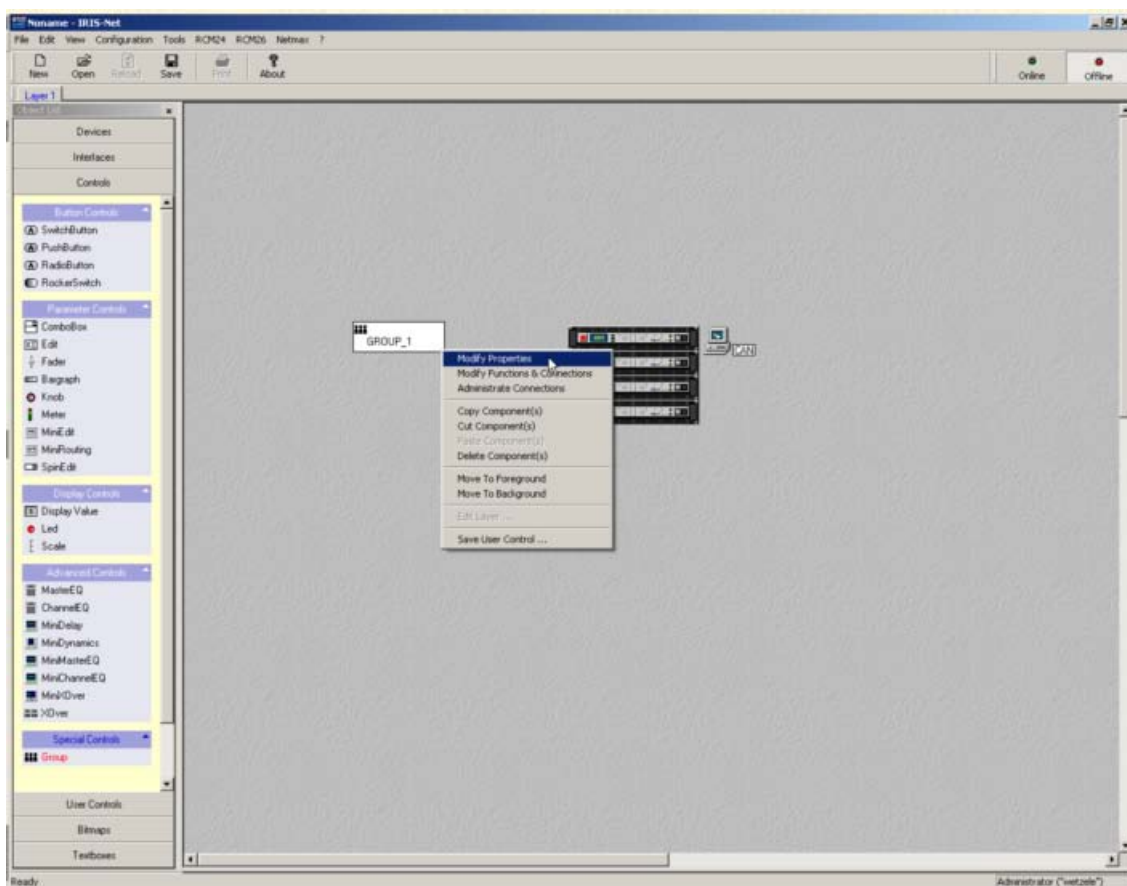 Noname - IRIS-Net
File Edit View Configuration Tools RCM24 RCM26 Netmax ?
New Open Reload Save Print About Online Offline
Layer 1
Object List
Devices
Interfaces
Controls
Button Controls
SwitchButton
PushButton
RadioButton
RockerSwitch
Parameter Controls
ComboBox
Edit
Fader
Bargraph
Knob
Meter
MiniEdit
MiniRouting
SpinEdit
Display Controls
Display Value
Led
Scale
Advanced Controls
MasterEQ
ChannelEQ
MiniDelay
MiniDynamics
MiniMasterEQ
MiniChannelEQ
MiniXOver
XOver
Special Controls
Group
User Controls
Bitmaps
Textboxes
GROUP_1
CAN
Modify Properties
Modify Functions & Connections
Administrate Connections
Copy Component(s)
Cut Component(s)
Paste Component(s)
Delete Component(s)
Move To Foreground
Move To Background
Edit Layer ...
Save User Control ...
Ready
Administrator ("wetzele")